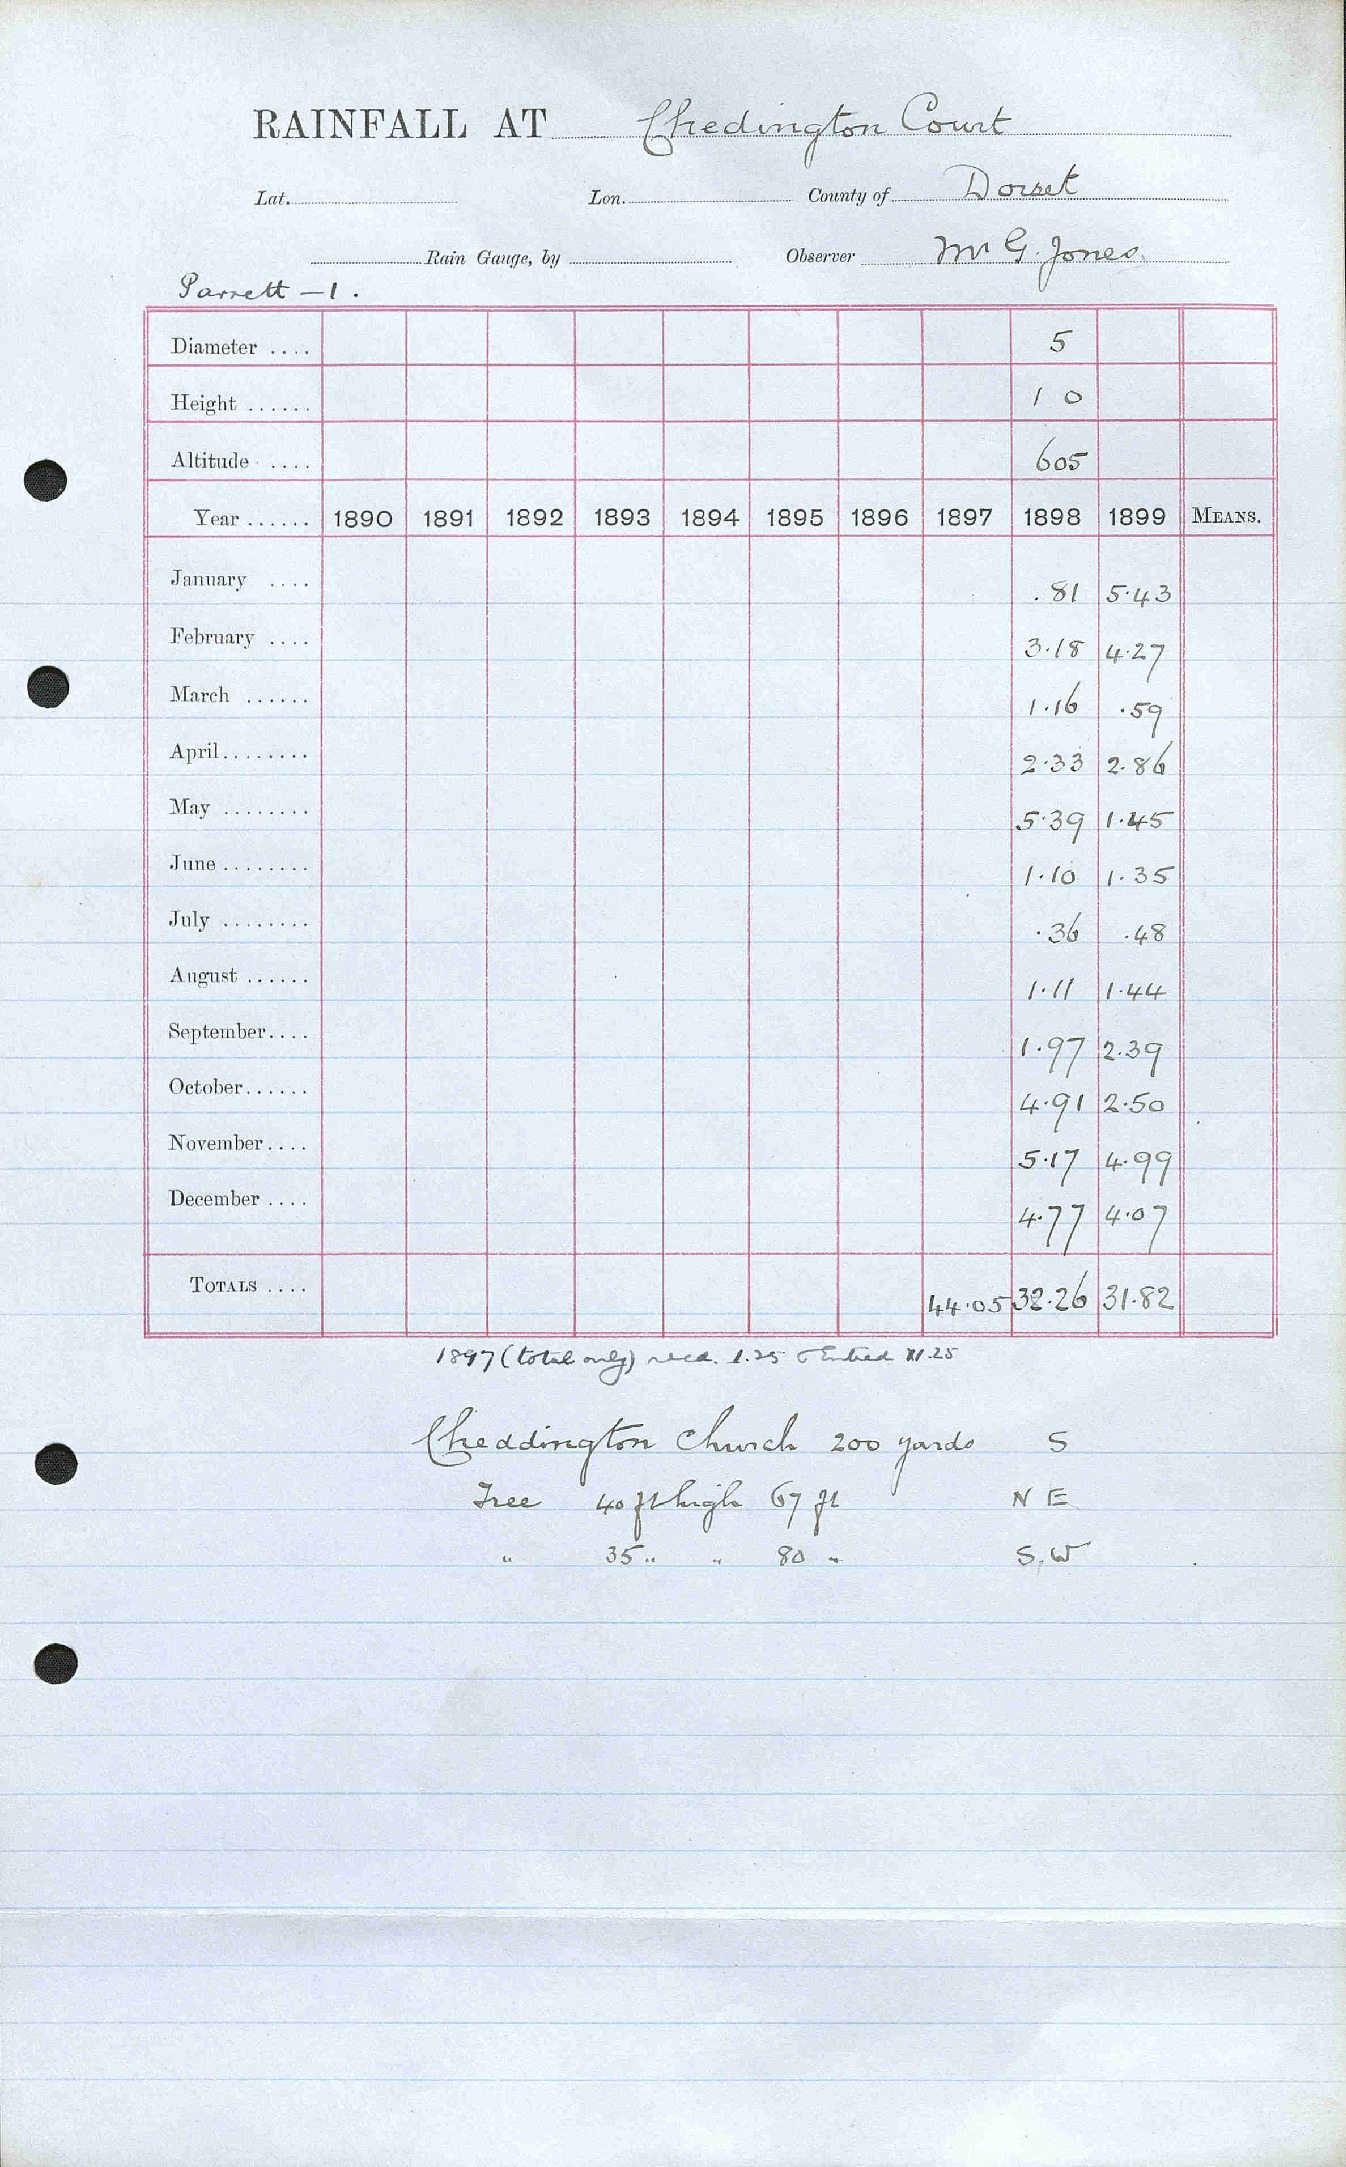 RAINFALL AT Chedington Court
Lat. Lon. County of Dorset
Rain Gauge, by Observer Mr G. Jones.
Parrett — 1.
Diameter .... 5
Height ...... 1 0
Altitude .... 605
Year ...... 1890 1891 1892 1893 1894 1895 1896 1897 1898 1899 MEANS.
January .... .81 5.43
February .... 3.18 4.27
March ...... 1.16 .59
April........ 2.33 2.86
May ........ 5.39 1.45
June ........ 1.10 1.35
July ........ .36 .48
August ...... 1.11 1.44
September.... 1.97 2.39
October...... 4.91 2.50
November.... 5.17 4.99
December .... 4.77 4.07
TOTALS .... 44.05 32.26 31.82
1897 (total only) recd. 1.25 Entered 25
Cheddington Church 200 yards S
Tree 40 ft high 67 ft N E
" 35 " " 80 " S.W